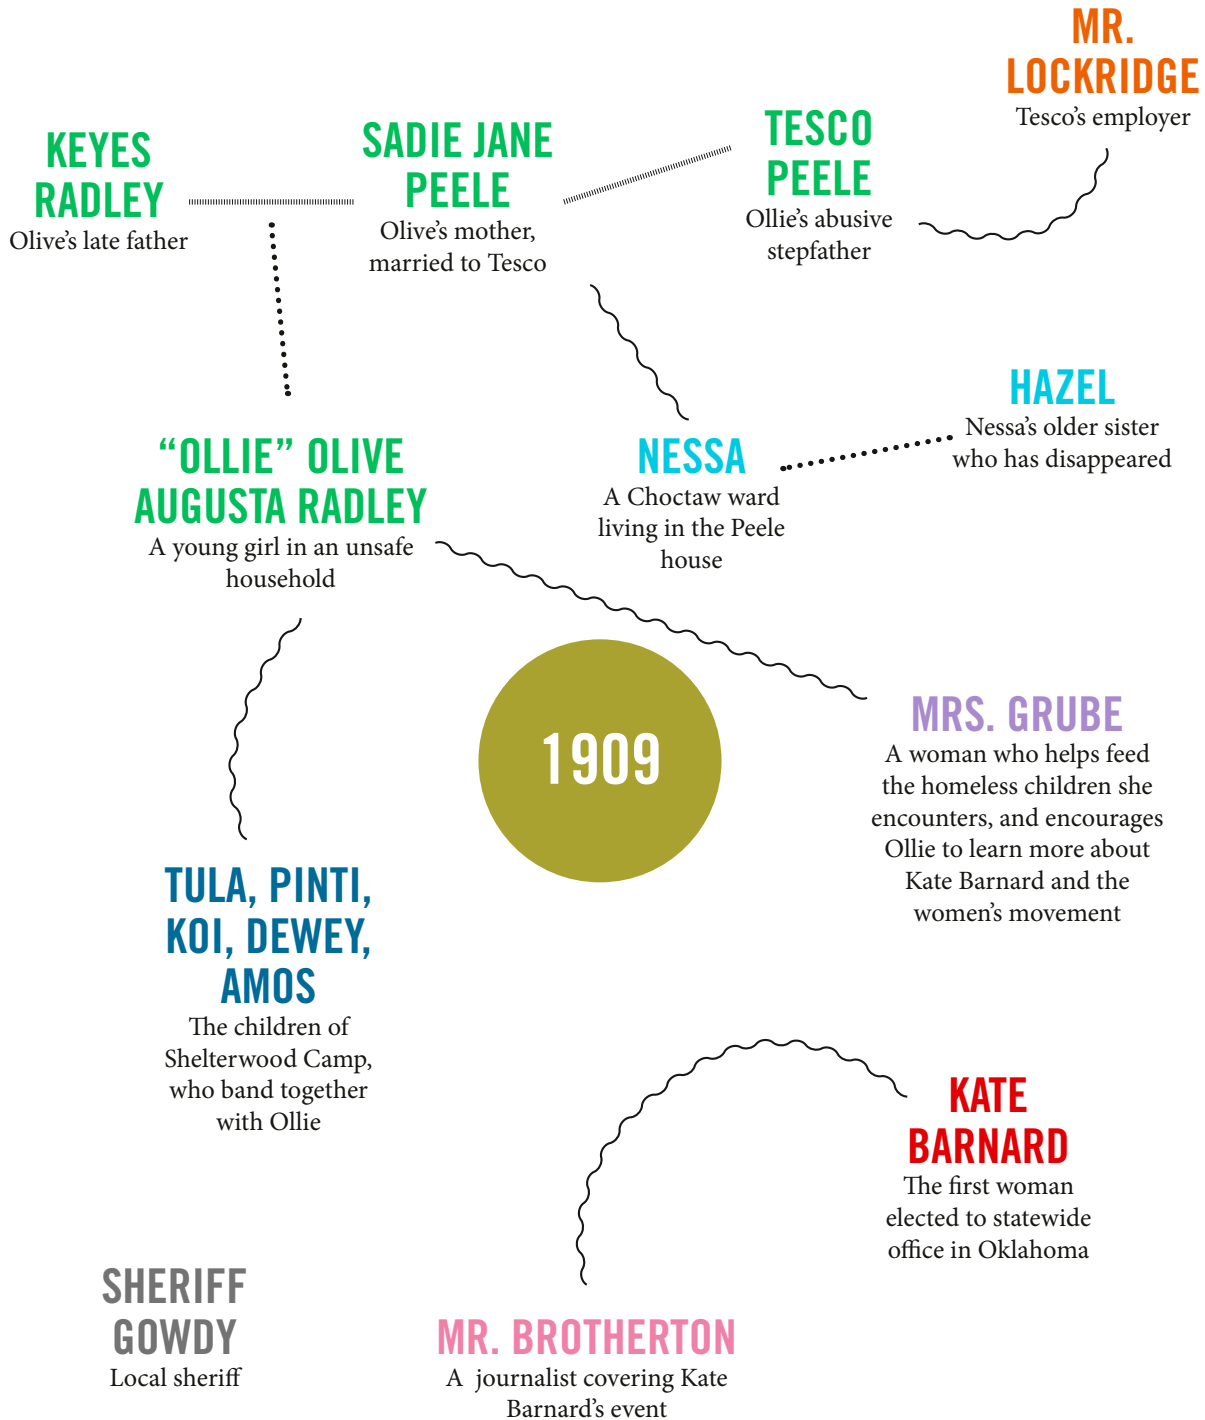 MR.
LOCKRIDGE
Tesco's employer
KEYES
RADLEY
Olive's late father
SADIE JANE
PEELE
Olive's mother,
married to Tesco
TESCO
PEELE
Ollie's abusive
stepfather
HAZEL
Nessa's older sister
who has disappeared
“OLLIE” OLIVE
AUGUSTA RADLEY
A young girl in an unsafe
household
NESSA
A Choctaw ward
living in the Peele
house
1909
MRS. GRUBE
A woman who helps feed
the homeless children she
encounters, and encourages
Ollie to learn more about
Kate Barnard and the
women's movement
TULA, PINTI,
KOI, DEWEY,
AMOS
The children of
Shelterwood Camp,
who band together
with Ollie
KATE
BARNARD
The first woman
elected to statewide
office in Oklahoma
SHERIFF
GOWDY
Local sheriff
MR. BROTHERTON
A journalist covering Kate
Barnard's event